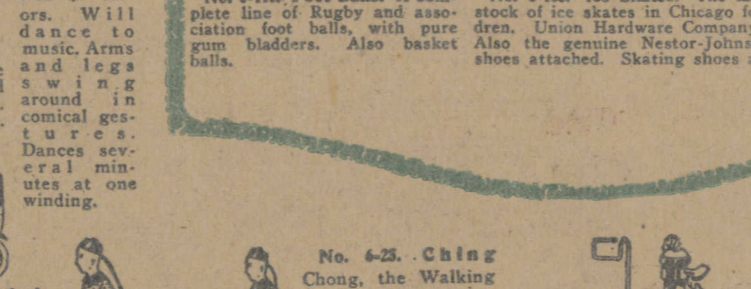 ors. Will
dance to
music. Arms
and legs
swing
around in
comical ges-
tures.
Dances sev-
eral min-
utes at one
winding.
plete line of Rugby and asso-
ciation foot balls, with pure
gum bladders. Also basket
balls.
stock of ice skates in Chicago
dren. Union Hardware Company
Also the genuine Nestor-Johns
shoes attached. Skating shoes
No. 6-25. Ching
Chong, the Walking